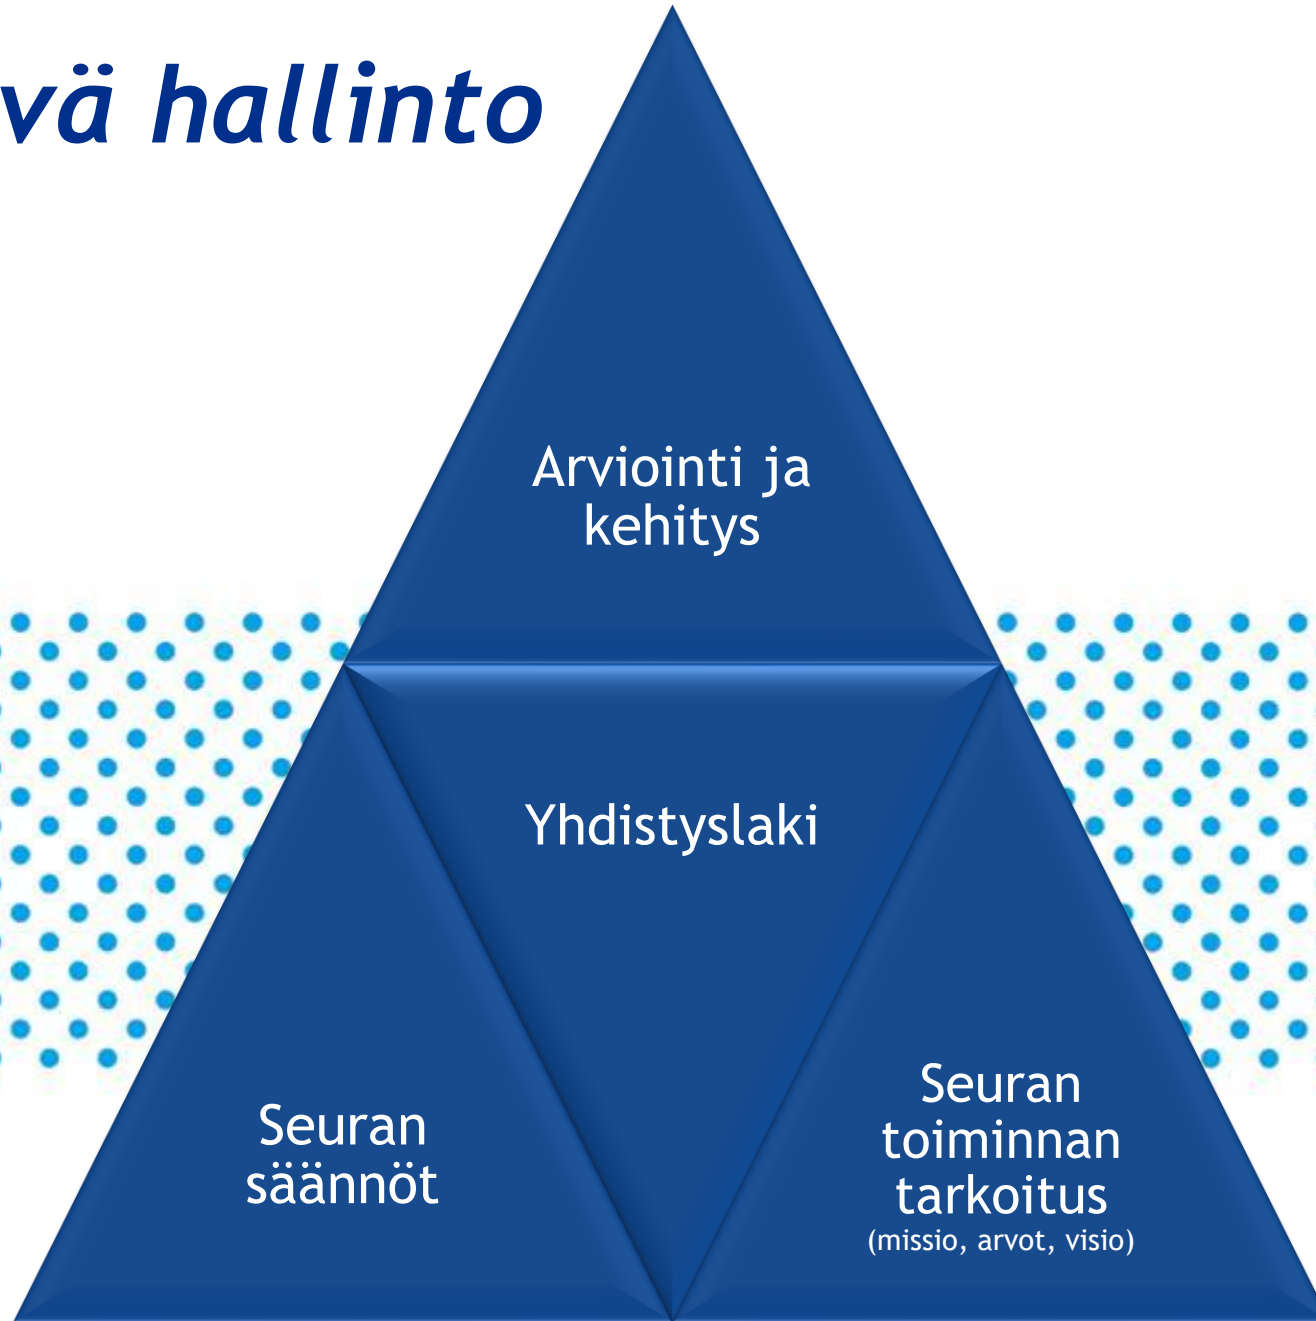 vä hallinto
Arviointi ja
kehitys
Yhdistyslaki
Seuran
säännöt
Seuran
toiminnan
tarkoitus
(missio, arvot, visio)